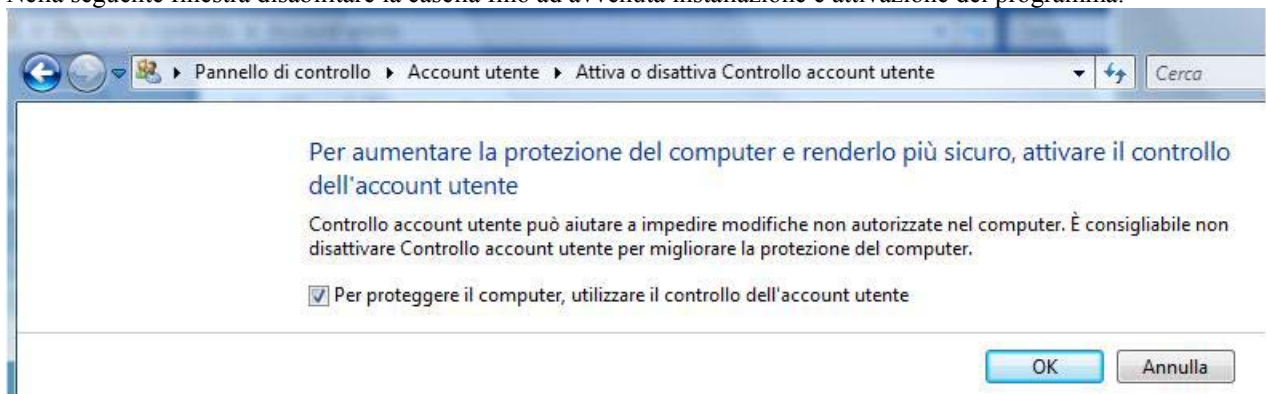 Nella seguente finestra disabilitare la casella fino ad avvenuta installazione e attivazione del programma.
Pannello di controllo Account utente Attiva o disattiva Controllo account utente Cerca
Per aumentare la protezione del computer e renderlo più sicuro, attivare il controllo
dell'account utente
Controllo account utente può aiutare a impedire modifiche non autorizzate nel computer. È consigliabile non
disattivare Controllo account utente per migliorare la protezione del computer.
Per proteggere il computer, utilizzare il controllo dell'account utente
OK Annulla